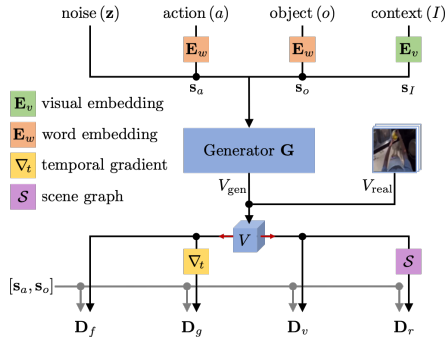 noise (z) action (a) object (o) context (I)
E_w E_w E_v
s_a s_o s_I
E_v visual embedding
E_w word embedding
∇_t temporal gradient
S scene graph
Generator G
V_gen V_real
V
∇_t S
[s_a, s_o]
D_f D_g D_v D_r